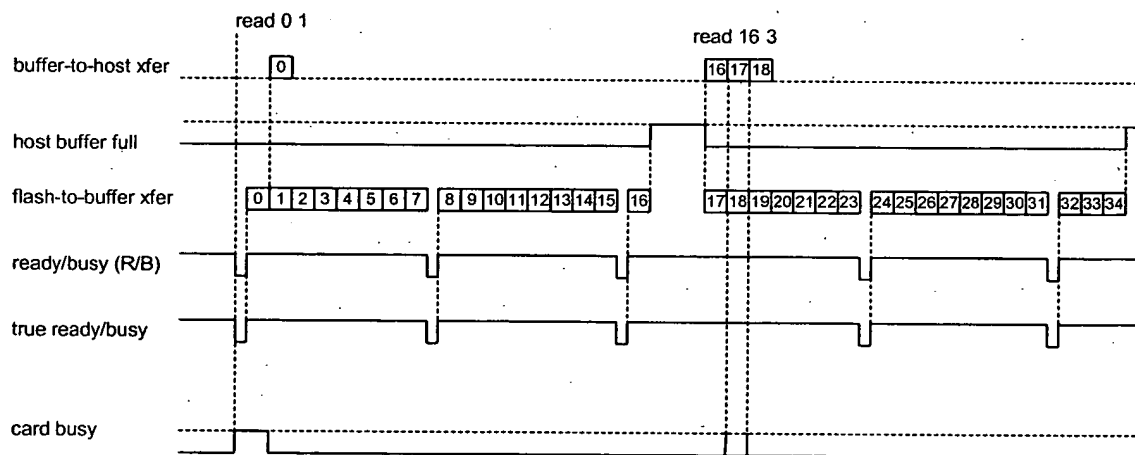 read 0 1
read 16 3
buffer-to-host xfer
0
16 17 18
host buffer full
flash-to-buffer xfer
0 1 2 3 4 5 6 7 8 9 10 11 12 13 14 15 16 17 18 19 20 21 22 23 24 25 26 27 28 29 30 31 32 33 34
ready/busy (R/B)
true ready/busy
card busy